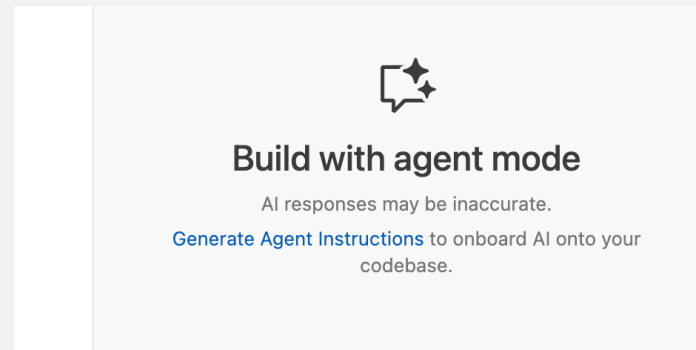 Build with agent mode
AI responses may be inaccurate.
Generate Agent Instructions to onboard AI onto your
codebase.